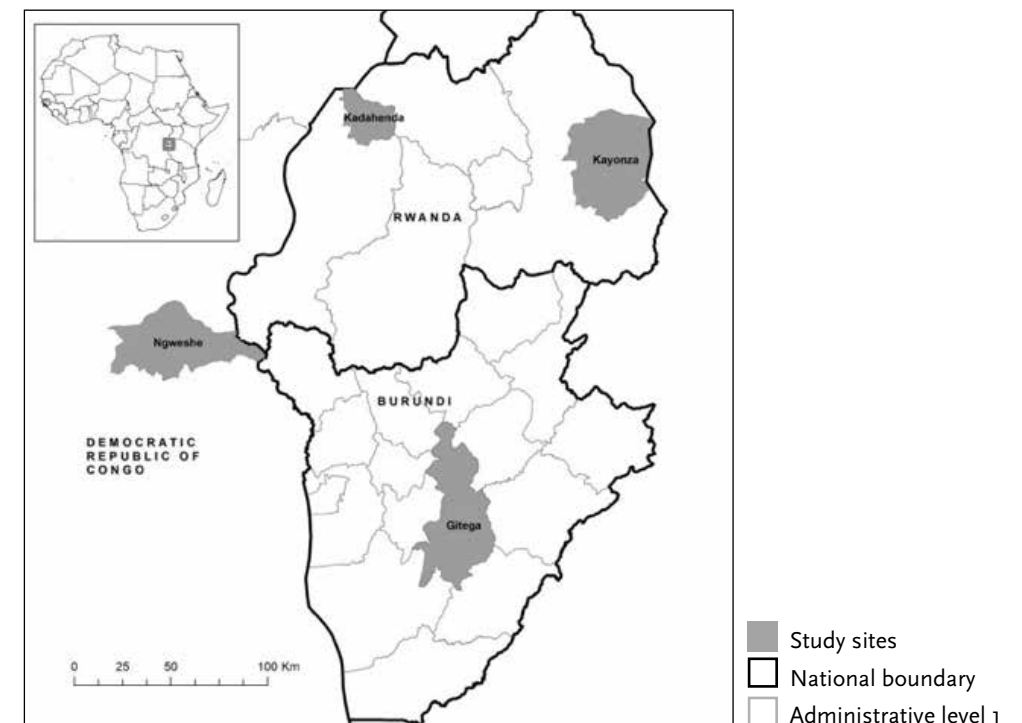 Kadahenda
Kayonza
RWANDA
Ngweshe
BURUNDI
DEMOCRATIC
REPUBLIC OF
CONGO
Gitega
0 25 50 100 Km
Study sites
National boundary
Administrative level 1